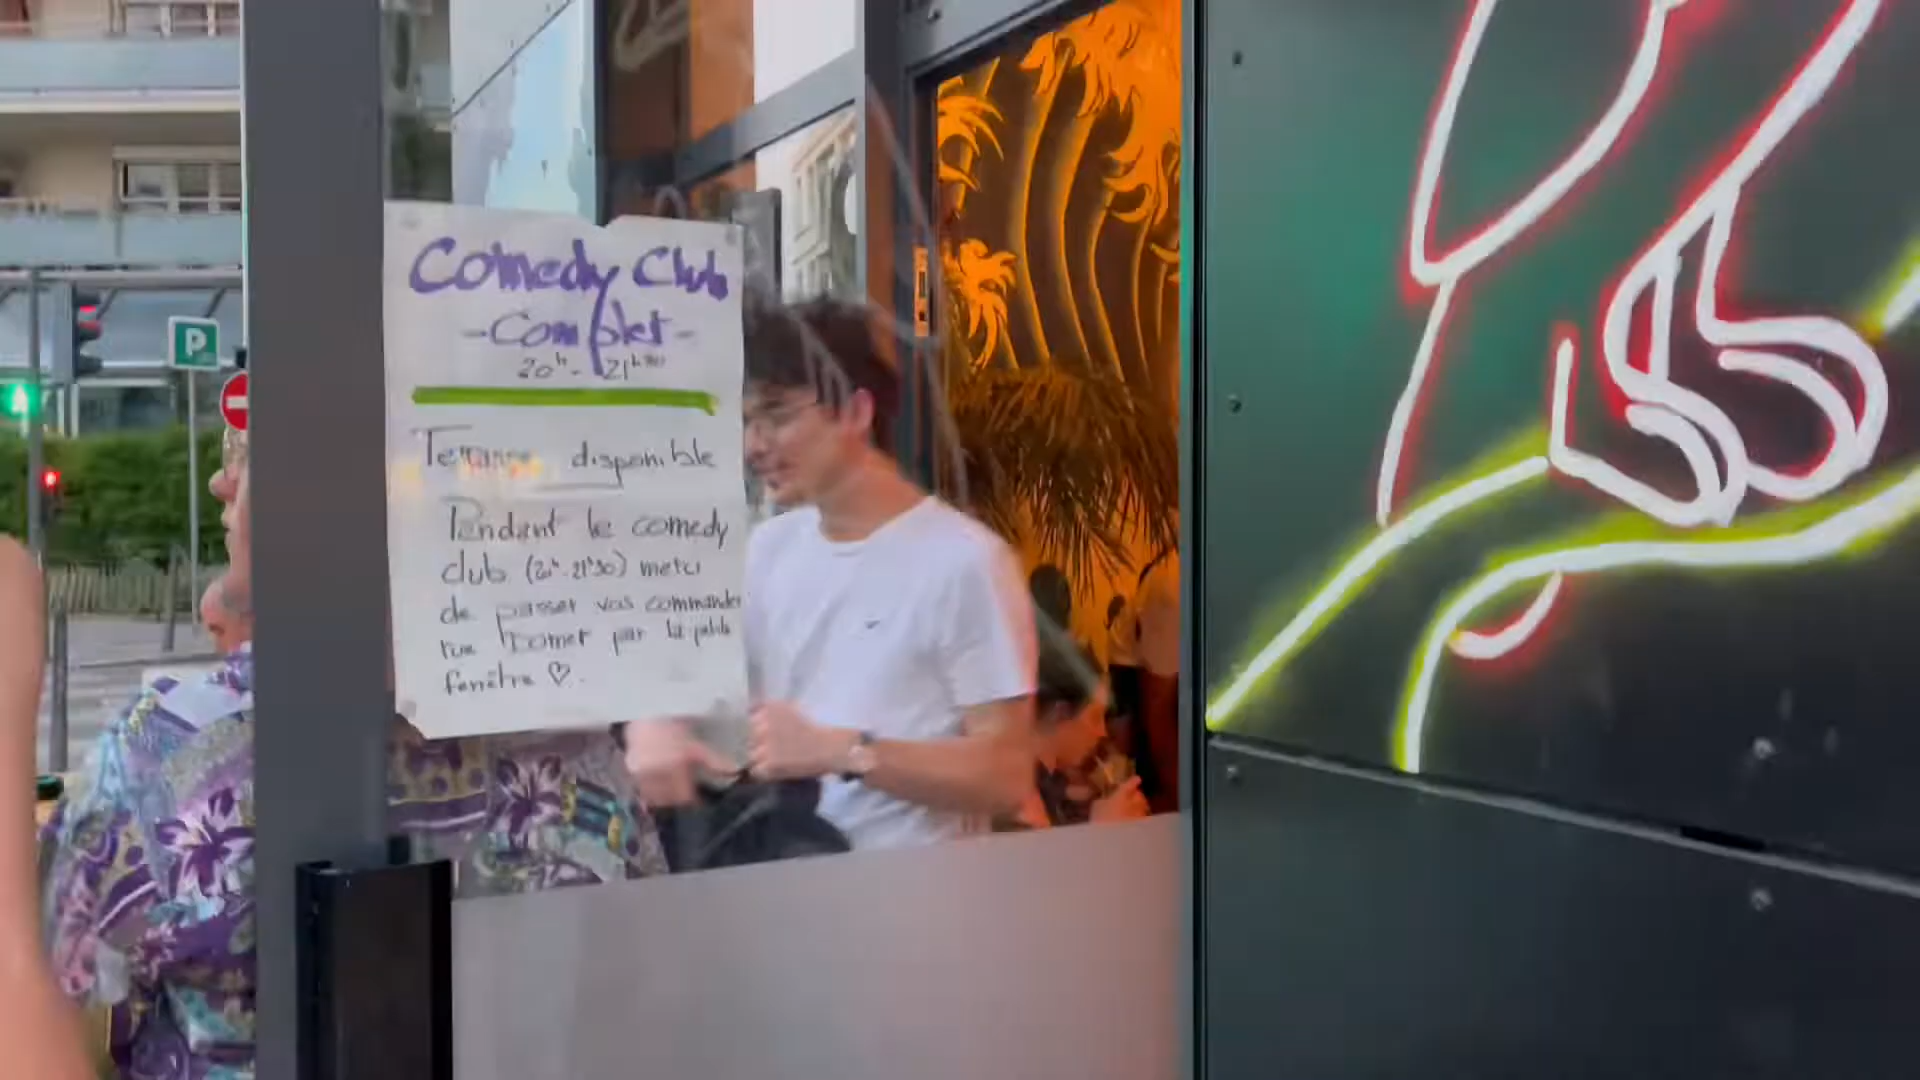 Comedy Club
-Complet-
20h - 21h30
Terrasse disponible
Pendant le comedy
club (20h-21h30) merci
de passer vos commandes
rue Domer par la petite
fenêtre ♡.
P